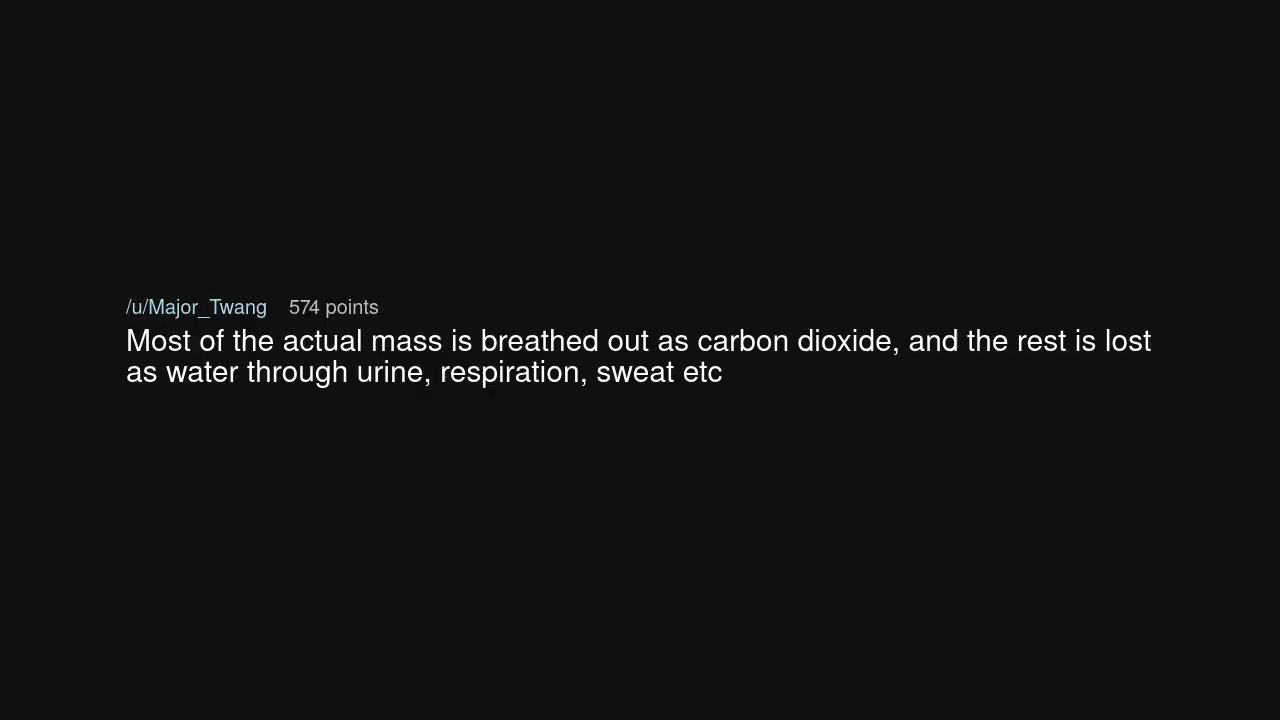 /u/Major_Twang 574 points
Most of the actual mass is breathed out as carbon dioxide, and the rest is lost
as water through urine, respiration, sweat etc